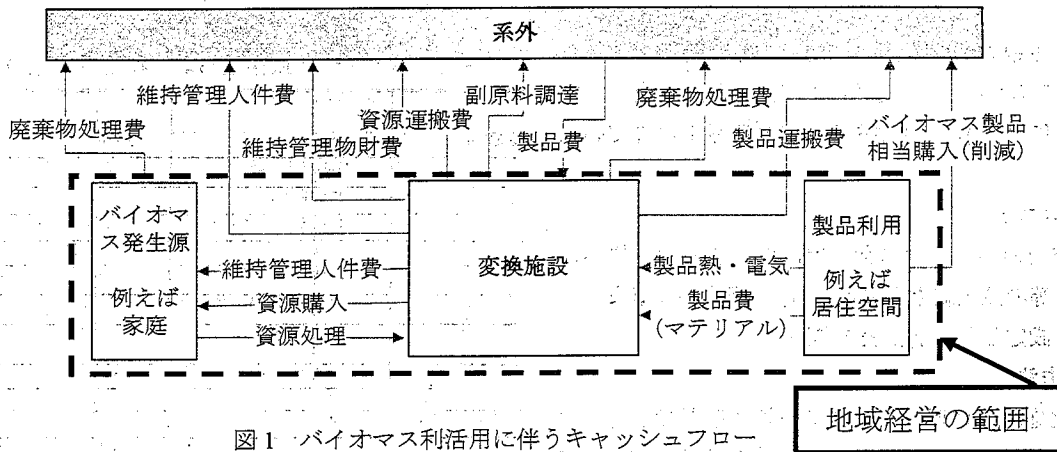 系外
維持管理人件費
副原料調達
廃棄物処理費
資源運搬費
バイオマス製品
相当購入(削減)
廃棄物処理費
製品運搬費
維持管理物財費
製品費
バイオマス発生源
例えば
家庭
変換施設
製品利用
例えば
居住空間
維持管理人件費
資源購入
資源処理
製品熱・電気
製品費
(マテリアル)
地域経営の範囲
図1 バイオマス利活用に伴うキャッシュフロー